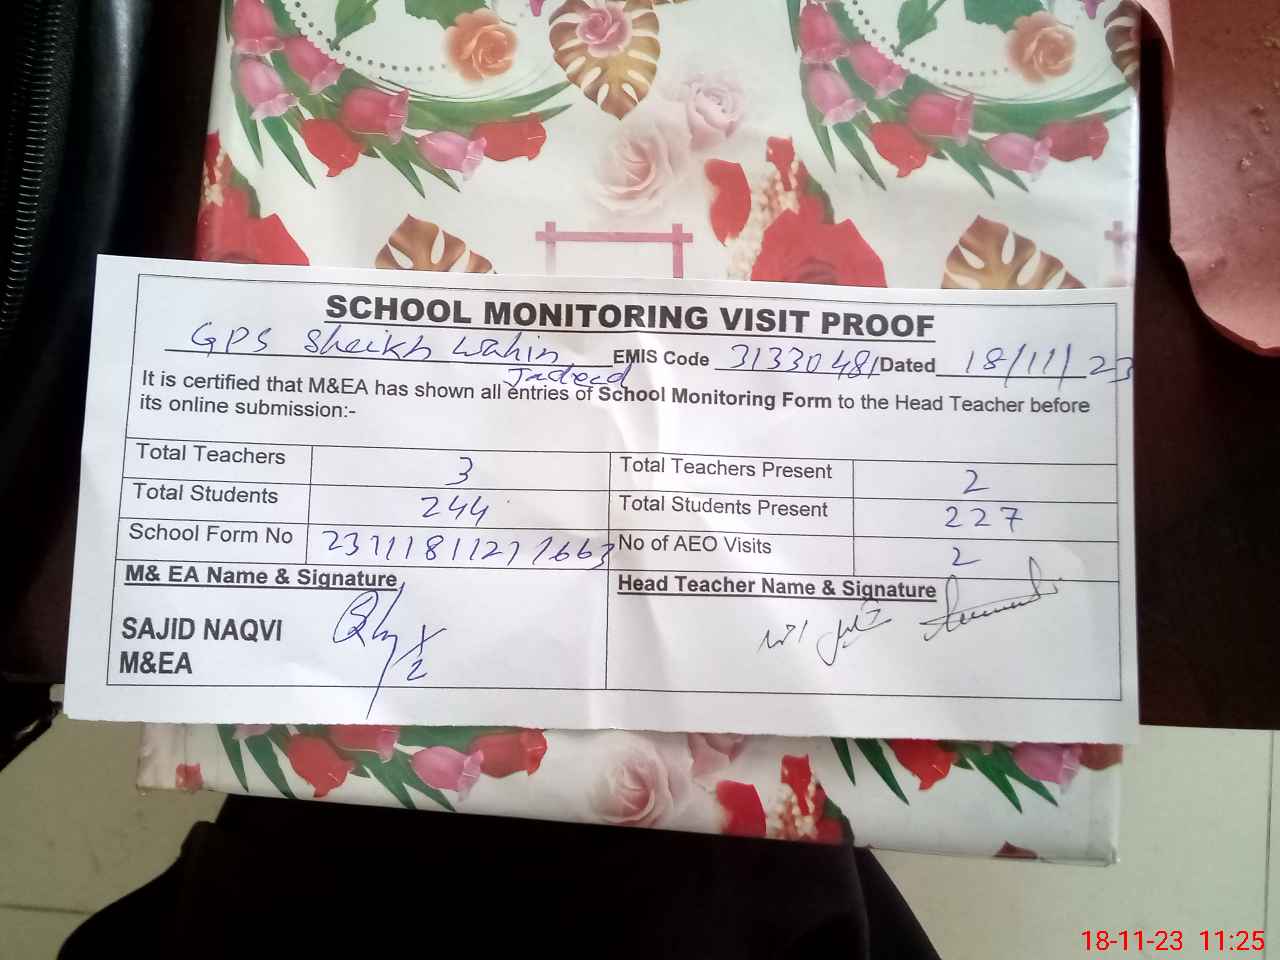 SCHOOL MONITORING VISIT PROOF
GPS Sheikh Wahin EMIS Code 31330481 Dated 18/11/23
Jadeed
It is certified that M&EA has shown all entries of School Monitoring Form to the Head Teacher before
its online submission:-
Total Teachers 3 Total Teachers Present 2
Total Students 244 Total Students Present 227
School Form No No of AEO Visits 2
M& EA Name & Signature Head Teacher Name & Signature
SAJID NAQVI
M&EA
18-11-23 11:25